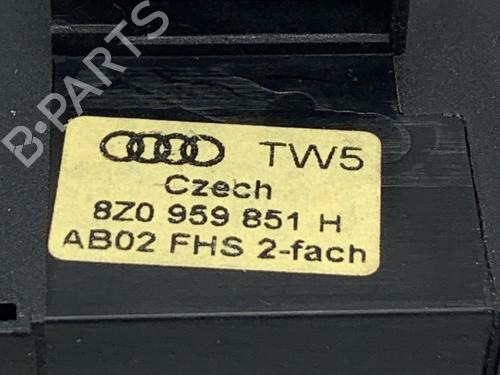 B-PARTS
TW5
Czech
8Z0 959 851 H
AB02 FHS 2-fach